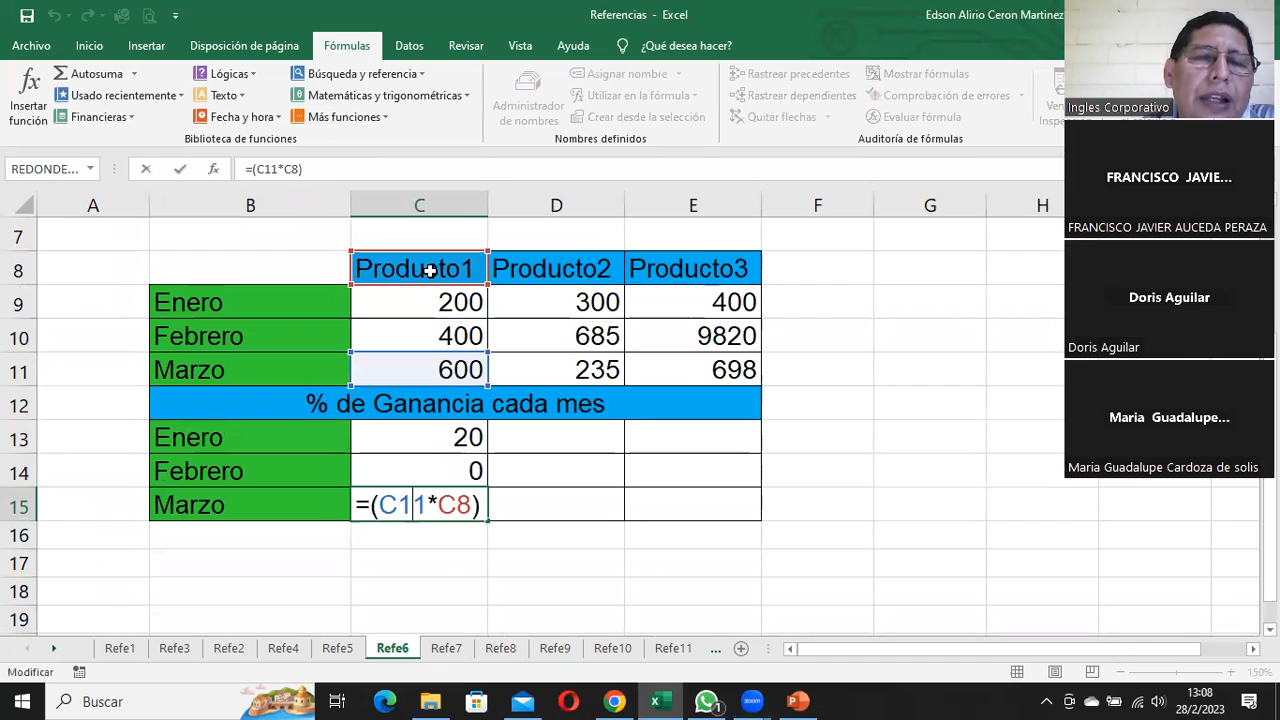 Referencias - Excel
Edson Alirio Ceron Martinez
Archivo Inicio Insertar Disposición de página Fórmulas Datos Revisar Vista Ayuda ¿Qué desea hacer?
Insertar función
Autosuma
Usado recientemente
Financieras
Lógicas
Texto
Fecha y hora
Búsqueda y referencia
Matemáticas y trigonométricas
Más funciones
Biblioteca de funciones
Administrador de nombres
Asignar nombre
Utilizar en la fórmula
Crear desde la selección
Nombres definidos
Rastrear precedentes
Rastrear dependientes
Quitar flechas
Mostrar fórmulas
Comprobación de errores
Evaluar fórmula
Auditoría de fórmulas
REDONDE... fx =(C11*C8)
A B C D E F G H
7
8 Producto1 Producto2 Producto3
9 Enero 200 300 400
10 Febrero 400 685 9820
11 Marzo 600 235 698
12 % de Ganancia cada mes
13 Enero 20
14 Febrero 0
15 Marzo =(C11*C8)
16
17
18
19
Refe1 Refe3 Refe2 Refe4 Refe5 Refe6 Refe7 Refe8 Refe9 Refe10 Refe11 ...
Modificar
150%
Buscar
1
zoom
13:08
28/2/2023
Ingles Corporativo
FRANCISCO JAVIE...
FRANCISCO JAVIER AUCEDA PERAZA
Doris Aguilar
Doris Aguilar
Maria Guadalupe...
Maria Guadalupe Cardoza de solis